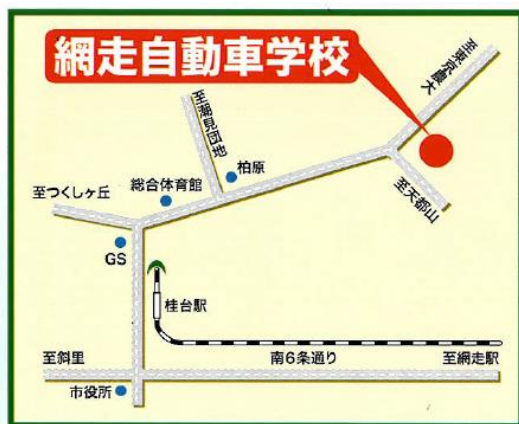 網走自動車学校
至東京農大
至潮見団地
柏原
総合体育館
至つくしヶ丘
至天都山
GS
桂台駅
至斜里
南6条通り
至網走駅
市役所